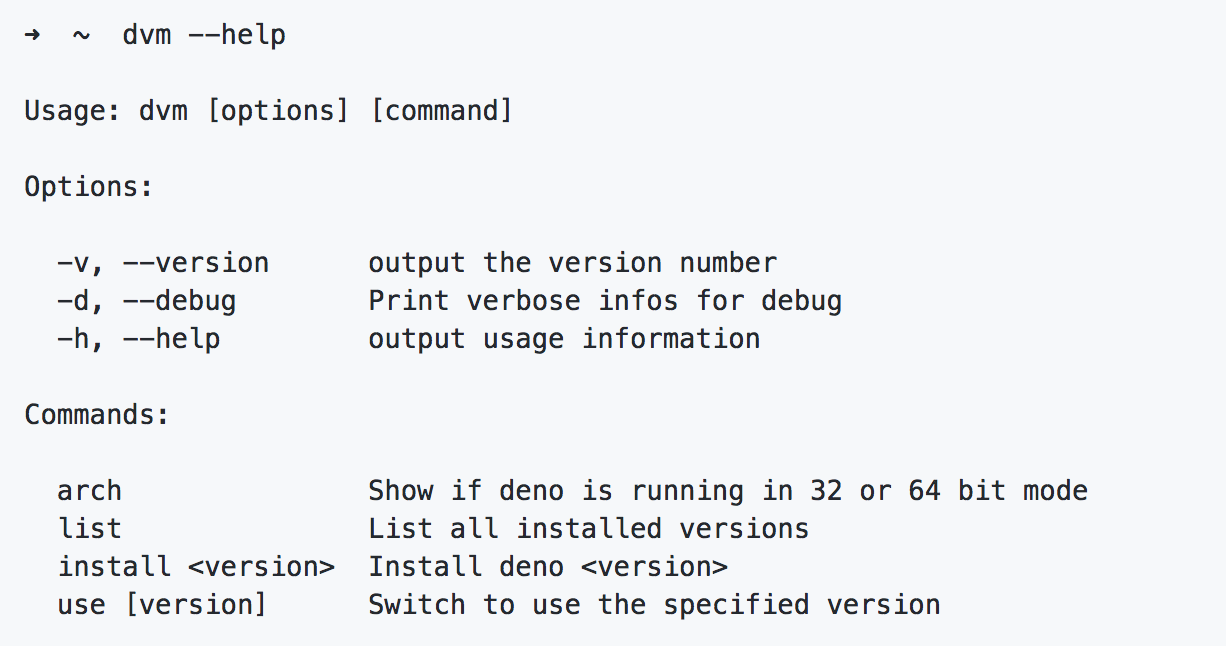 ➜  ~  dvm --help
Usage: dvm [options] [command]
Options:
  -v, --version      output the version number
  -d, --debug        Print verbose infos for debug
  -h, --help         output usage information
Commands:
  arch               Show if deno is running in 32 or 64 bit mode
  list               List all installed versions
  install <version>  Install deno <version>
  use [version]      Switch to use the specified version